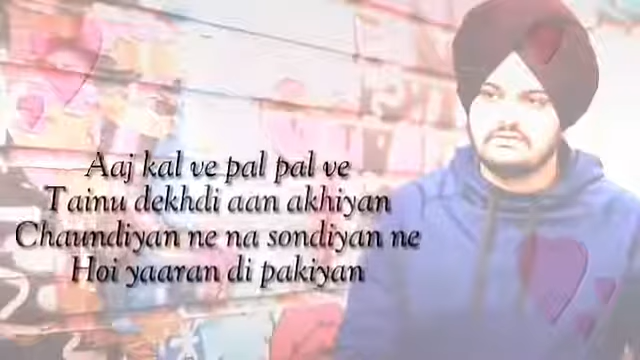 Aaj kal ve pal pal ve
Tainu dekhdi aan akhiyan
Chaundiyan ne na sondiyan ne
Hoi yaaran di pakiyan